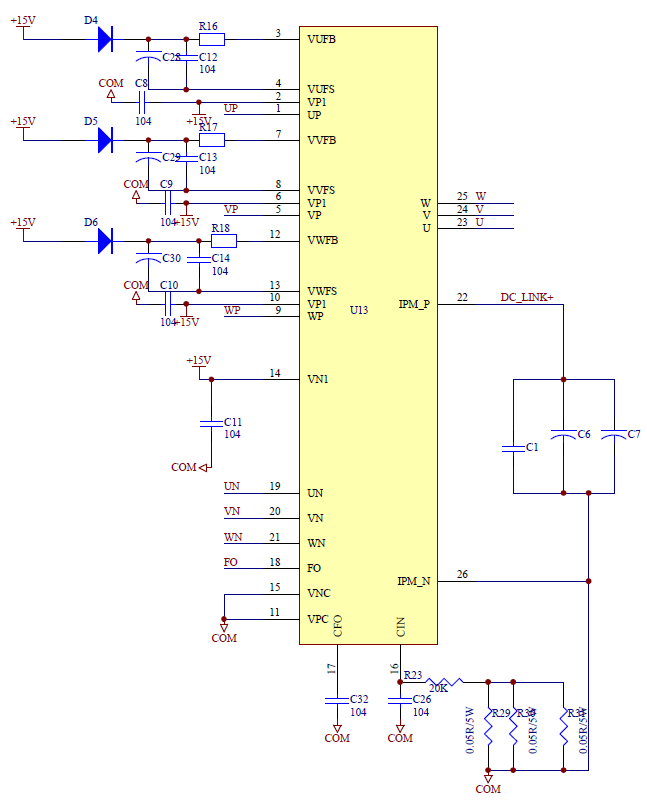 +15V D4 R16 3 VUFB
C28 C12
104
COM C8 4 VUFS
2 VP1
104 +15V UP 1 UP
+15V D5 R17 7 VVFB
C29 C13
104
COM C9 8 VVFS
6 VP1
104 +15V VP 5 VP
+15V D6 R18 12 VWFB
C30 C14
104
COM C10 13 VWFS
10 VP1
104 +15V WP 9 WP
U13
W 25 W
V 24 V
U 23 U
IPM_P 22 DC_LINK+
+15V 14 VN1
C11
104
COM
C1 C6 C7
UN 19 UN
VN 20 VN
WN 21 WN
FO 18 FO
15 VNC
11 VPC
COM
IPM_N 26
CFO CIN
17 16
R23
20K
C32
104
COM
C26
104
COM
R29 0.05R/5W
R30 0.05R/5W
0.05R/5W
COM